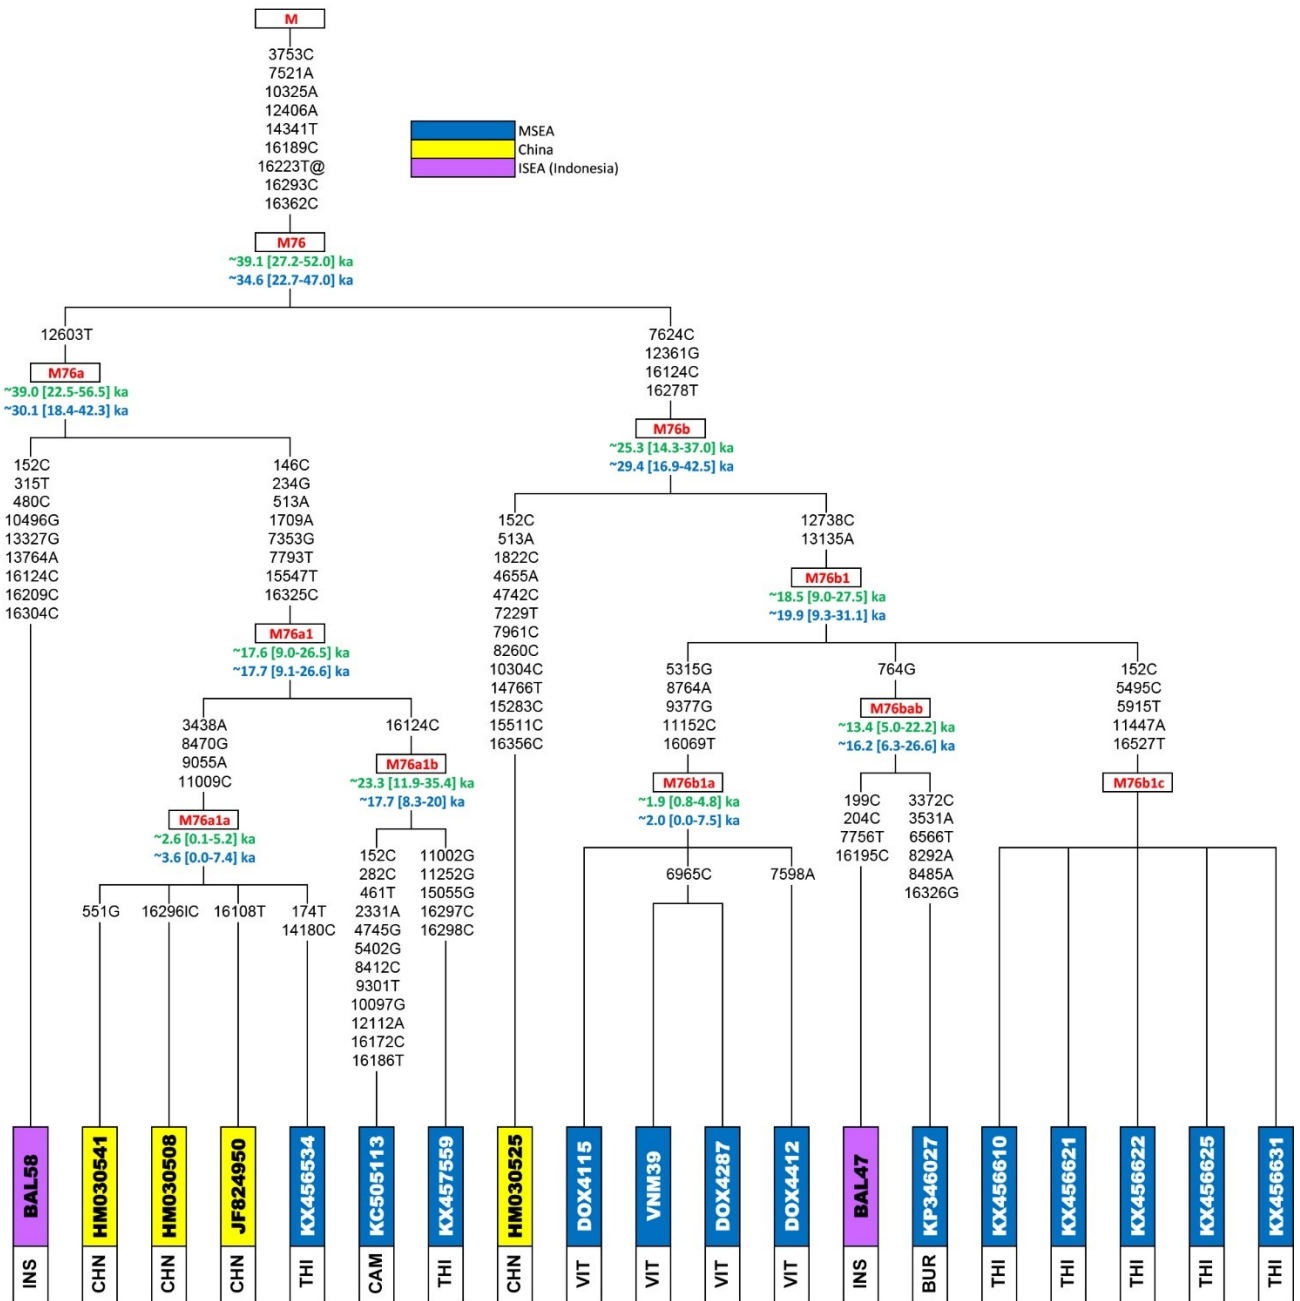 M
3753C
7521A
10325A
12406A
14341T
16189C
16223T@
16293C
16362C
MSEA
China
ISEA (Indonesia)
M76
~39.1 [27.2-52.0] ka
~34.6 [22.7-47.0] ka
12603T
M76a
~39.0 [22.5-56.5] ka
~30.1 [18.4-42.3] ka
7624C
12361G
16124C
16278T
M76b
~25.3 [14.3-37.0] ka
~29.4 [16.9-42.5] ka
152C
315T
480C
10496G
13327G
13764A
16124C
16209C
16304C
146C
234G
513A
1709A
7353G
7793T
15547T
16325C
M76a1
~17.6 [9.0-26.5] ka
~17.7 [9.1-26.6] ka
3438A
8470G
9055A
11009C
M76a1a
~2.6 [0.1-5.2] ka
~3.6 [0.0-7.4] ka
551G
16296IC
16108T
174T
14180C
16124C
M76a1b
~23.3 [11.9-35.4] ka
~17.7 [8.3-20] ka
152C
282C
461T
2331A
4745G
5402G
8412C
9301T
10097G
12112A
16172C
16186T
11002G
11252G
15055G
16297C
16298C
152C
513A
1822C
4655A
4742C
7229T
7961C
8260C
10304C
14766T
15283C
15511C
16356C
12738C
13135A
M76b1
~18.5 [9.0-27.5] ka
~19.9 [9.3-31.1] ka
5315G
8764A
9377G
11152C
16069T
M76b1a
~1.9 [0.8-4.8] ka
~2.0 [0.0-7.5] ka
6965C
7598A
764G
M76bab
~13.4 [5.0-22.2] ka
~16.2 [6.3-26.6] ka
199C
204C
7756T
16195C
3372C
3531A
6566T
8292A
8485A
16326G
152C
5495C
5915T
11447A
16527T
M76b1c
BAL58
HM030541
HM030508
JF824950
KX456534
KC505113
KX457559
HM030525
DOX4115
VNM39
DOX4287
DOX4412
BAL47
KP346027
KX456610
KX456621
KX456622
KX456625
KX456631
INS
CHN
CHN
CHN
THI
CAM
THI
CHN
VIT
VIT
VIT
VIT
INS
BUR
THI
THI
THI
THI
THI